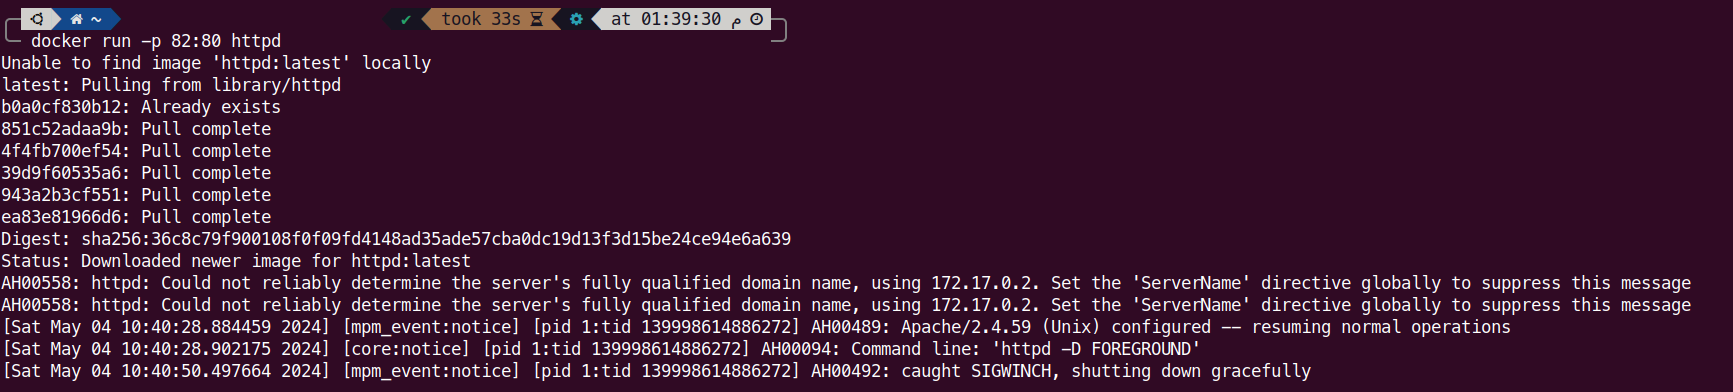 ~ ✔ took 33s at 01:39:30 م
docker run -p 82:80 httpd
Unable to find image 'httpd:latest' locally
latest: Pulling from library/httpd
b0a0cf830b12: Already exists
851c52adaa9b: Pull complete
4f4fb700ef54: Pull complete
39d9f60535a6: Pull complete
943a2b3cf551: Pull complete
ea83e81966d6: Pull complete
Digest: sha256:36c8c79f900108f0f09fd4148ad35ade57cba0dc19d13f3d15be24ce94e6a639
Status: Downloaded newer image for httpd:latest
AH00558: httpd: Could not reliably determine the server's fully qualified domain name, using 172.17.0.2. Set the 'ServerName' directive globally to suppress this message
AH00558: httpd: Could not reliably determine the server's fully qualified domain name, using 172.17.0.2. Set the 'ServerName' directive globally to suppress this message
[Sat May 04 10:40:28.884459 2024] [mpm_event:notice] [pid 1:tid 139998614886272] AH00489: Apache/2.4.59 (Unix) configured -- resuming normal operations
[Sat May 04 10:40:28.902175 2024] [core:notice] [pid 1:tid 139998614886272] AH00094: Command line: 'httpd -D FOREGROUND'
[Sat May 04 10:40:50.497664 2024] [mpm_event:notice] [pid 1:tid 139998614886272] AH00492: caught SIGWINCH, shutting down gracefully